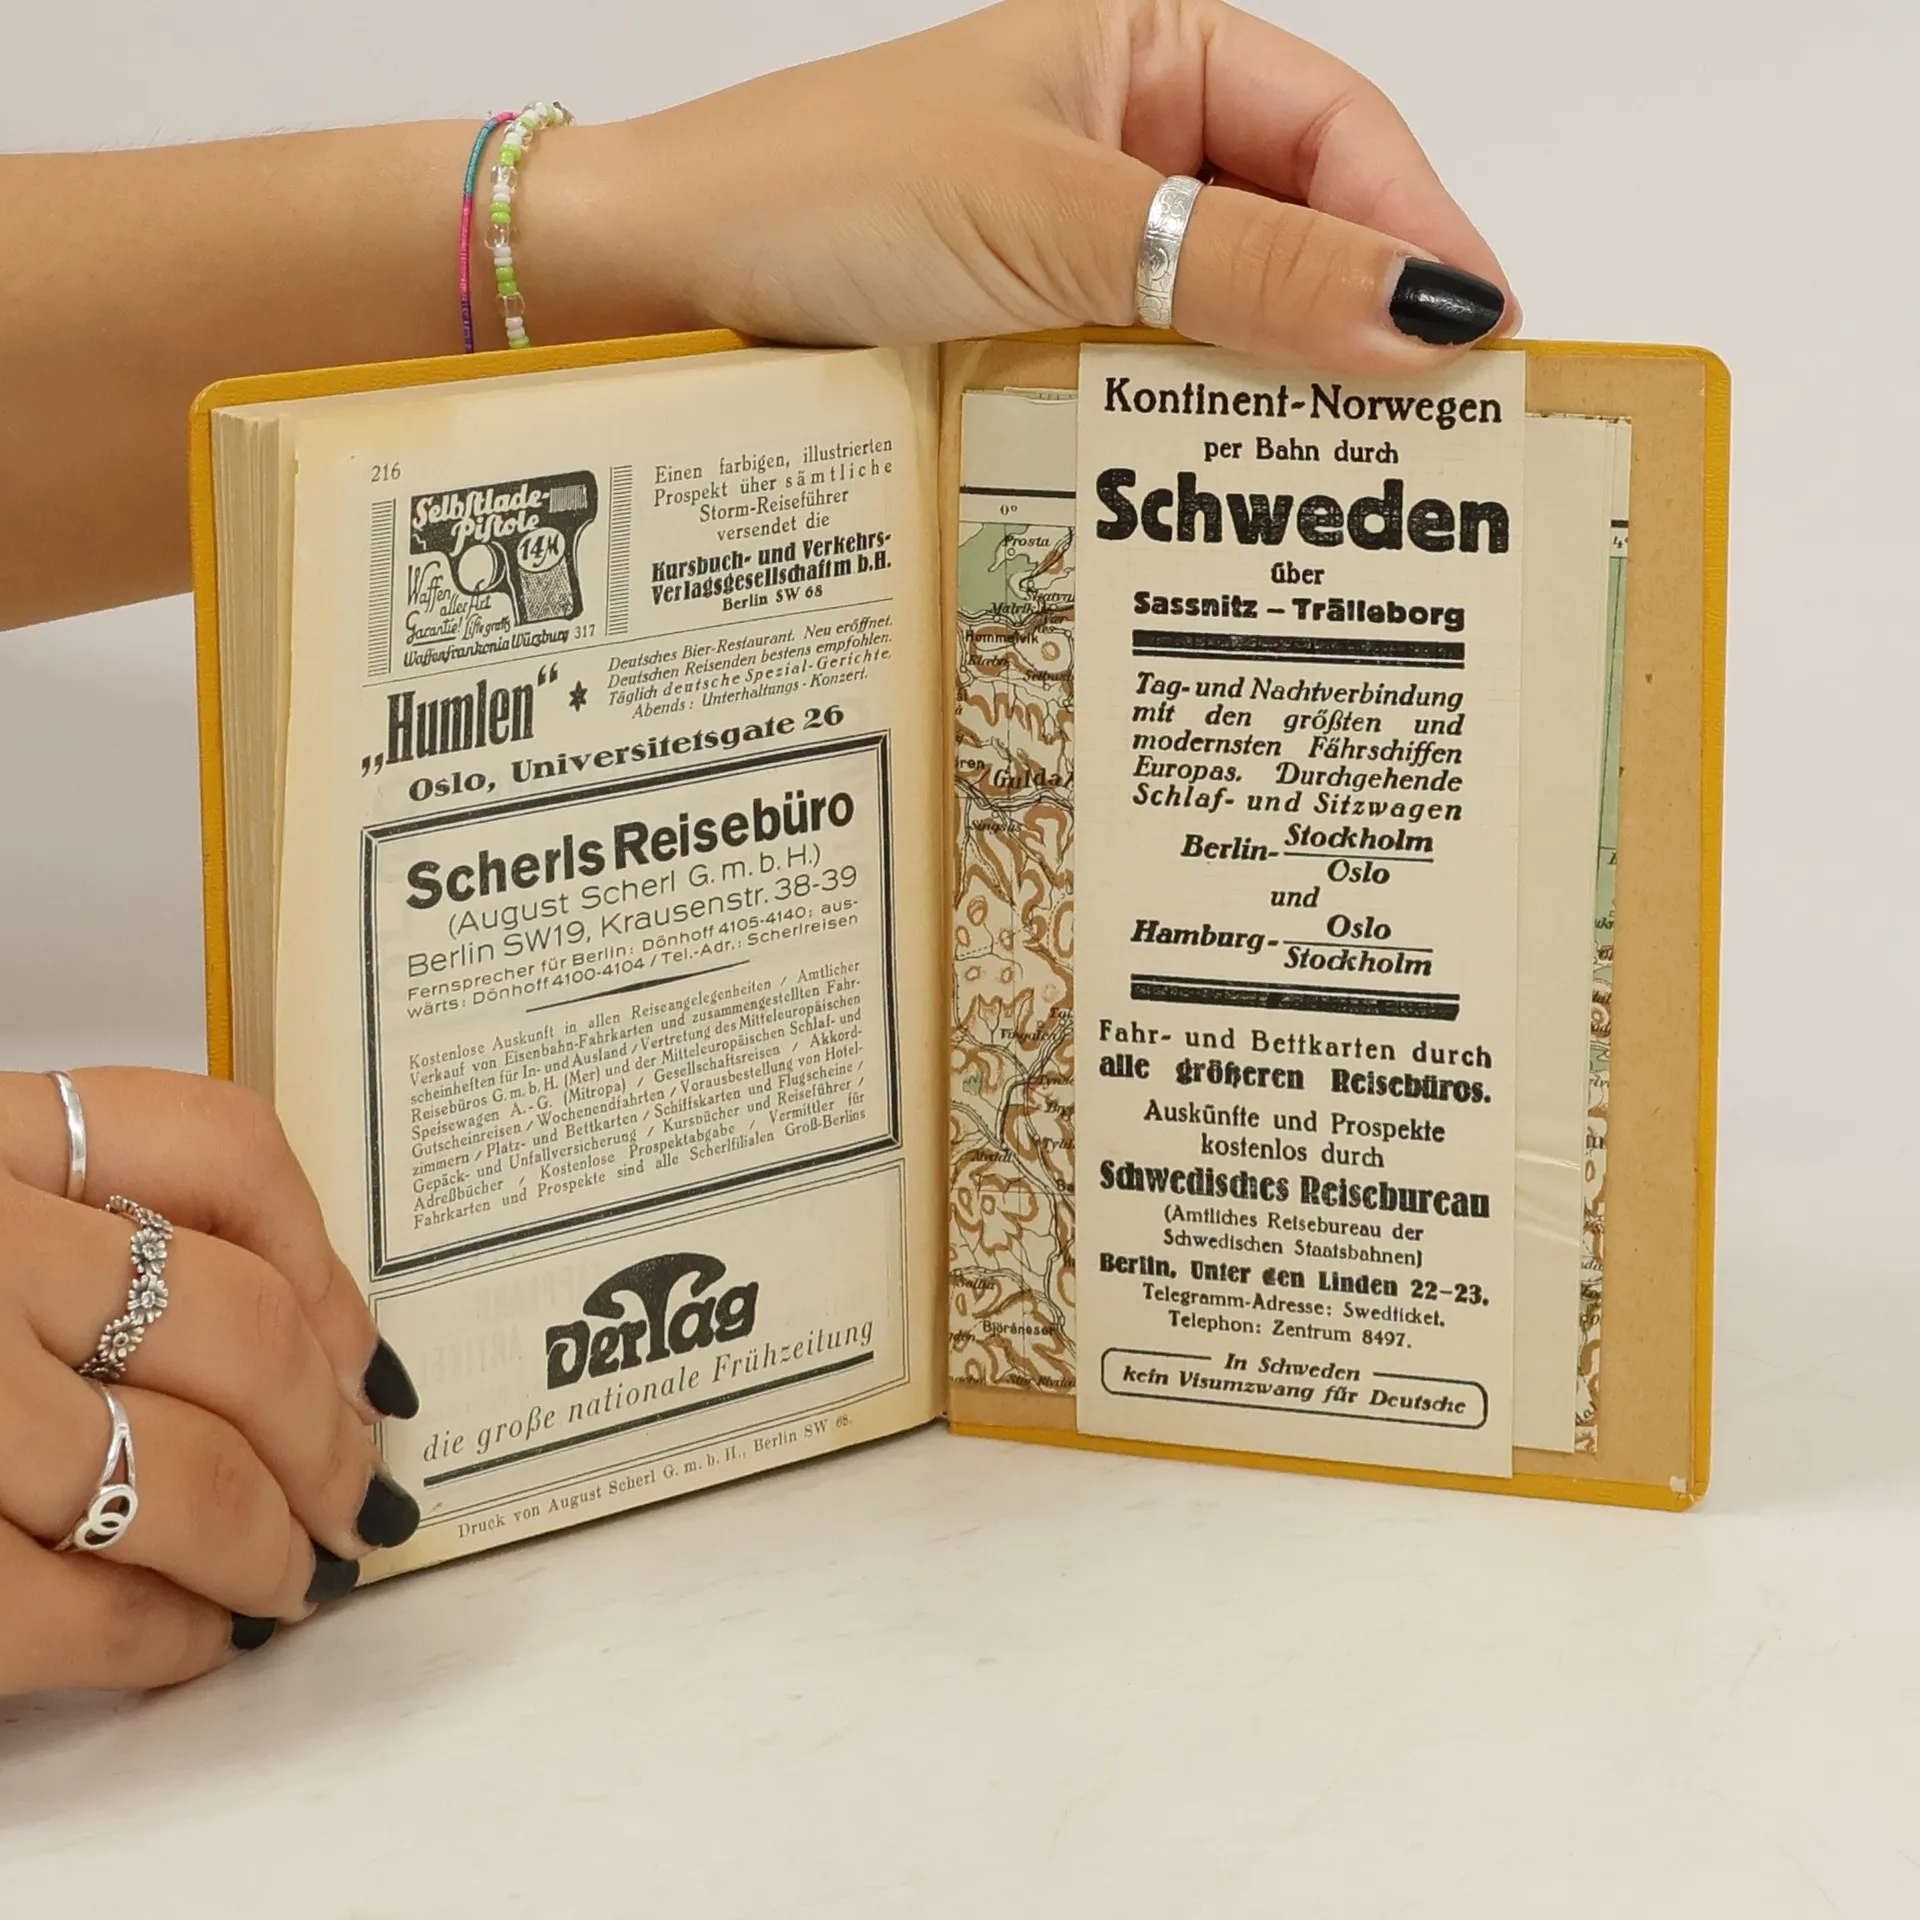 216
Selbstlade-
Pistole
14M
Waffen
aller Art
Garantie! Liste gratis
Waffenfrankonia Würzburg 317
Einen farbigen, illustrierten
Prospekt üher sämtliche
Storm-Reiseführer
versendet die
Kursbuch- und Verkehrs-
Verlagsgesellschaft m b.H.
Berlin SW 68
„Humlen“ *
Deutsches Bier-Restaurant. Neu eröffnet.
Deutschen Reisenden bestens empfohlen.
Täglich deutsche Spezial-Gerichte.
Abends: Unterhaltungs-Konzert.
Oslo, Universitetsgate 26
Scherls Reisebüro
(August Scherl G.m.b.H.)
Berlin SW19, Krausenstr. 38-39
Fernsprecher für Berlin: Dönhoff 4105-4140; aus-
wärts: Dönhoff 4100-4104 / Tel.-Adr.: Scherlreisen
Kostenlose Auskunft in allen Reiseangelegenheiten / Amtlicher
Verkauf von Eisenbahn-Fahrkarten und zusammengestellten Fahr-
scheinheften für In- und Ausland / Vertretung des Mitteleuropäischen
Reisebüros G.m.b.H. (Mer) und der Mitteleuropäischen Schlaf- und
Speisewagen A.-G. (Mitropa) / Gesellschaftsreisen / Akkord-
Gutscheinreisen / Wochenendfahrten / Vorausbestellung von Hotel-
zimmern / Platz- und Bettkarten / Schiffskarten und Flugscheine /
Gepäck- und Unfallversicherung / Kursbücher und Reiseführer /
Adreßbücher / Kostenlose Prospektabgabe / Vermittler für
Fahrkarten und Prospekte sind alle Scherlfilialen Groß-Berlins
Der Tag
die große nationale Frühzeitung
Druck von August Scherl G. m. b. H., Berlin SW 68.
0°
Prosta
Malvik
Hommelvik
Gulda
Singsås
Björåneset
Kontinent-Norwegen
per Bahn durch
Schweden
über
Sassnitz – Trälleborg
Tag- und Nachtverbindung
mit den größten und
modernsten Fährschiffen
Europas. Durchgehende
Schlaf- und Sitzwagen
Berlin- Stockholm
Oslo
und
Hamburg- Oslo
Stockholm
Fahr- und Bettkarten durch
alle größeren Reisebüros.
Auskünfte und Prospekte
kostenlos durch
Schwedisches Reisebureau
(Amtliches Reisebureau der
Schwedischen Staatsbahnen)
Berlin, Unter den Linden 22-23.
Telegramm-Adresse: Swedticket.
Telephon: Zentrum 8497.
In Schweden
kein Visumzwang für Deutsche